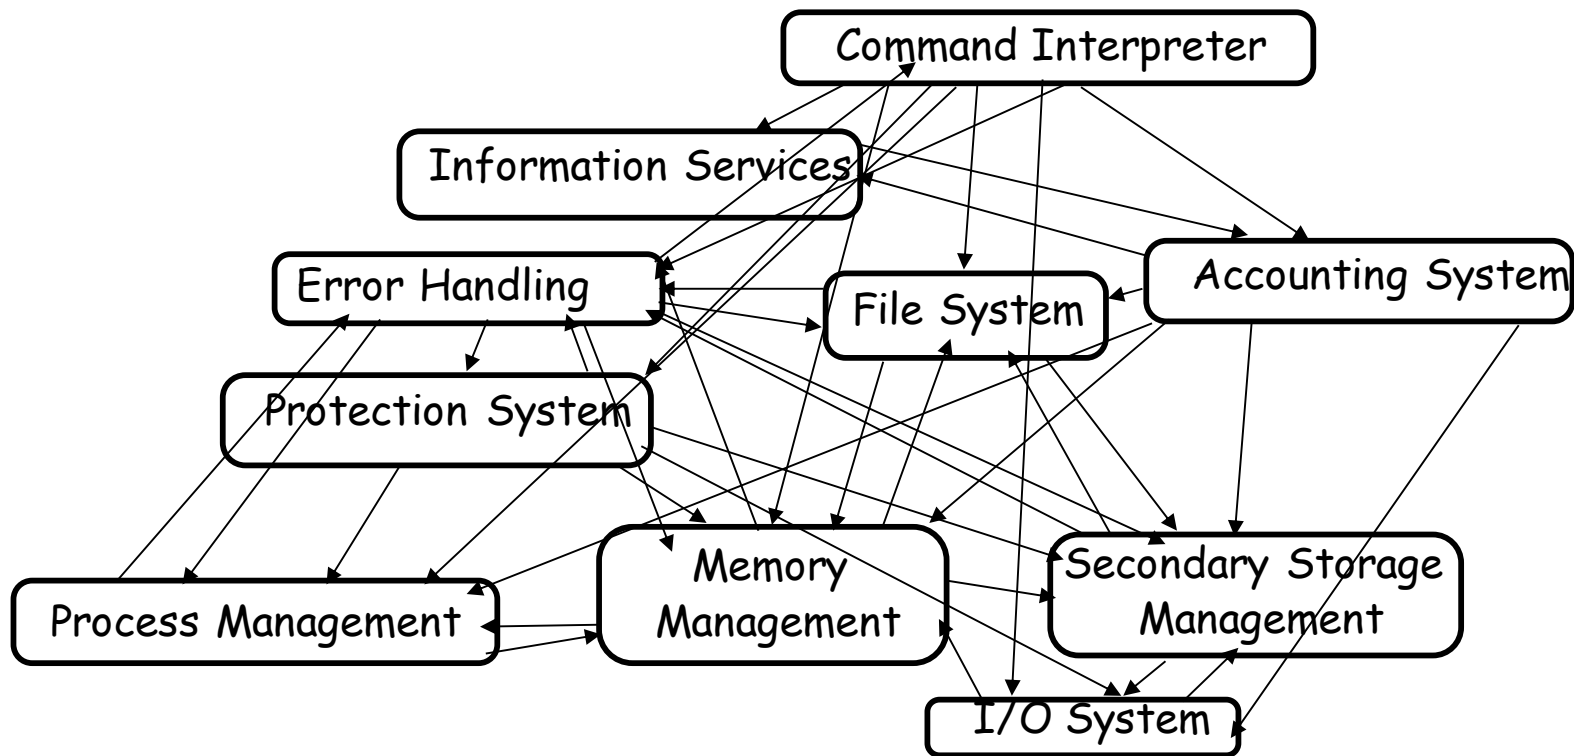 Command Interpreter
Information Services
Accounting System
Error Handling
File System
Protection System
Memory
Management
Secondary Storage
Management
Process Management
I/O System